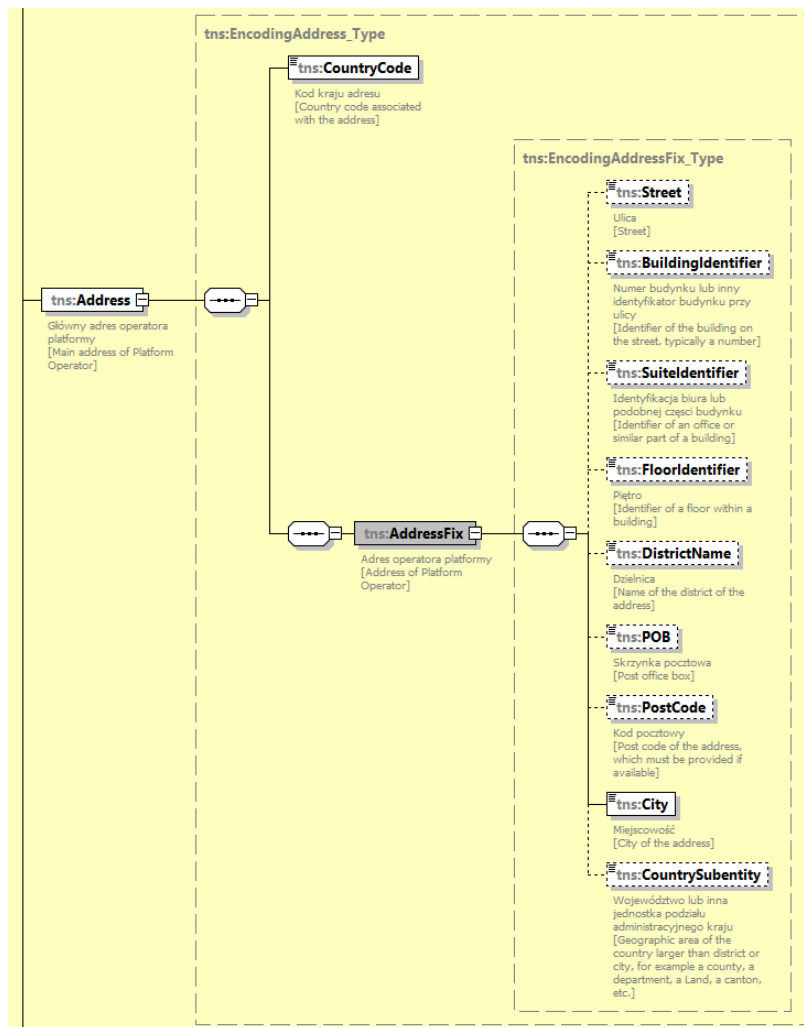 tns:EncodingAddress_Type
tns:CountryCode
Kod kraju adresu
[Country code associated
with the address]
tns:EncodingAddressFix_Type
tns:Street
Ulica
[Street]
tns:BuildingIdentifier
Numer budynku lub inny
identyfikator budynku przy
ulicy
[Identifier of the building on
the street, typically a number]
tns:Address
Główny adres operatora
platformy
[Main address of Platform
Operator]
tns:SuiteIdentifier
Identyfikacja biura lub
podobnej części budynku
[Identifier of an office or
similar part of a building]
tns:FloorIdentifier
Piętro
[Identifier of a floor within a
building]
tns:AddressFix
Adres operatora platformy
[Address of Platform
Operator]
tns:DistrictName
Dzielnica
[Name of the district of the
address]
tns:POB
Skrzynka pocztowa
[Post office box]
tns:PostCode
Kod pocztowy
[Post code of the address,
which must be provided if
available]
tns:City
Miejscowość
[City of the address]
tns:CountrySubentity
Województwo lub inna
jednostka podziału
administracyjnego kraju
[Geographic area of the
country larger than district or
city, for example a county, a
department, a Land, a canton,
etc.]